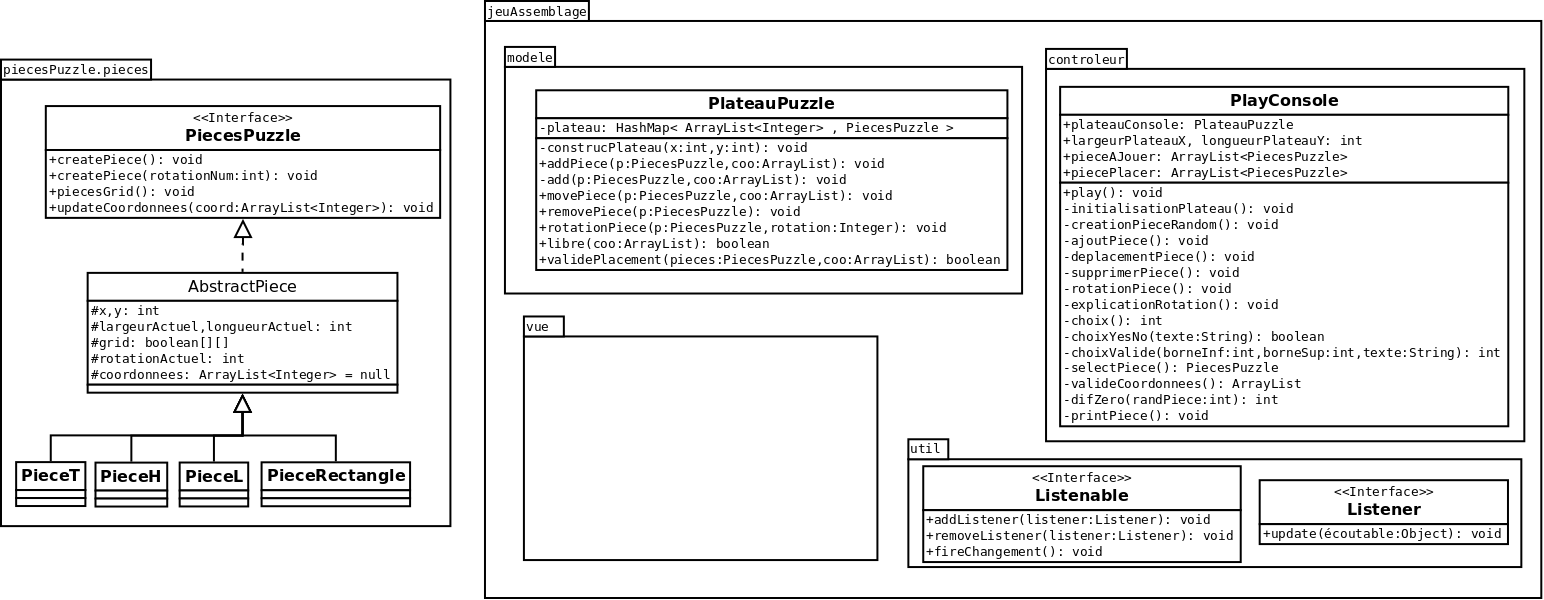 piecesPuzzle.pieces
<<Interface>>
PiecesPuzzle
+createPiece(): void
+createPiece(rotationNum:int): void
+piecesGrid(): void
+updateCoordonnees(coord:ArrayList<Integer>): void
AbstractPiece
#x,y: int
#largeurActuel,longueurActuel: int
#grid: boolean[][]
#rotationActuel: int
#coordonnees: ArrayList<Integer> = null
PieceT
PieceH
PieceL
PieceRectangle
jeuAssemblage
modele
PlateauPuzzle
-plateau: HashMap< ArrayList<Integer> , PiecesPuzzle >
-construcPlateau(x:int,y:int): void
+addPiece(p:PiecesPuzzle,coo:ArrayList): void
-add(p:PiecesPuzzle,coo:ArrayList): void
+movePiece(p:PiecesPuzzle,coo:ArrayList): void
+removePiece(p:PiecesPuzzle): void
+rotationPiece(p:PiecesPuzzle,rotation:Integer): void
+libre(coo:ArrayList): boolean
+validePlacement(pieces:PiecesPuzzle,coo:ArrayList): boolean
controleur
PlayConsole
+plateauConsole: PlateauPuzzle
+largeurPlateauX, longueurPlateauY: int
+pieceAJouer: ArrayList<PiecesPuzzle>
+piecePlacer: ArrayList<PiecesPuzzle>
+play(): void
-initialisationPlateau(): void
-creationPieceRandom(): void
-ajoutPiece(): void
-deplacementPiece(): void
-supprimerPiece(): void
-rotationPiece(): void
-explicationRotation(): void
-choix(): int
-choixYesNo(texte:String): boolean
-choixValide(borneInf:int,borneSup:int,texte:String): int
-selectPiece(): PiecesPuzzle
-valideCoordonnees(): ArrayList
-difZero(randPiece:int): int
-printPiece(): void
vue
util
<<Interface>>
Listenable
+addListener(listener:Listener): void
+removeListener(listener:Listener): void
+fireChangement(): void
<<Interface>>
Listener
+update(écoutable:Object): void